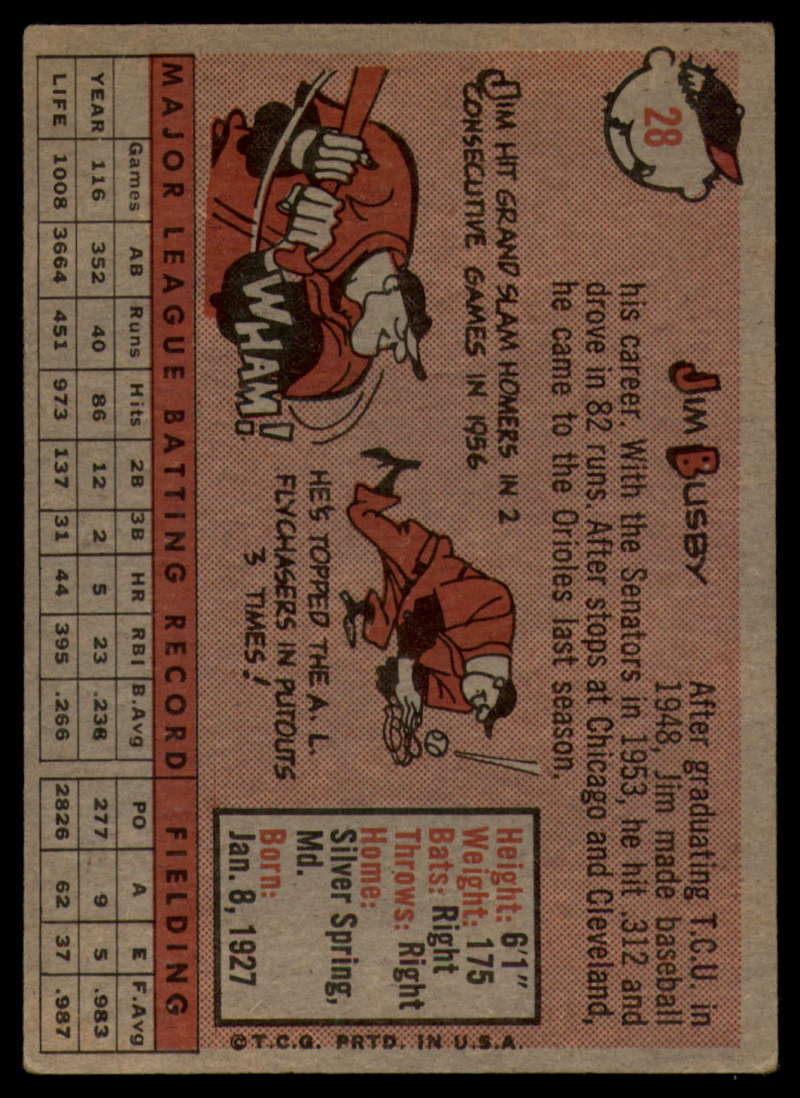 28
JIM BUSBY
After graduating T.C.U. in
1948, Jim made baseball
his career. With the Senators in 1953, he hit .312 and
drove in 82 runs. After stops at Chicago and Cleveland,
he came to the Orioles last season.
JIM HIT GRAND SLAM HOMERS IN 2
CONSECUTIVE GAMES IN 1956
WHAM!
HE'S TOPPED THE A.L.
FLYCHASERS IN PUTOUTS
3 TIMES!
Height: 6'1"
Weight: 175
Bats: Right
Throws: Right
Home:
Silver Spring,
Md.
Born:
Jan. 8, 1927
MAJOR LEAGUE BATTING RECORD FIELDING
Games AB Runs Hits 2B 3B HR RBI B.Avg PO A E F.Avg
YEAR 116 352 40 86 12 2 5 23 .238 277 9 5 .983
LIFE 1008 3664 451 973 137 31 44 395 .266 2826 62 37 .987
©T.C.G. PRTD. IN U.S.A.